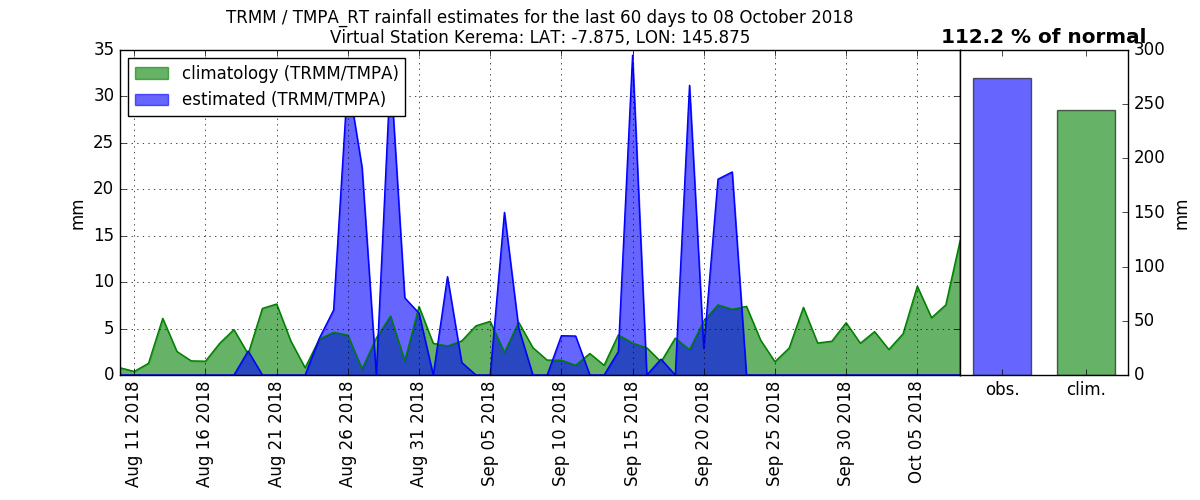 TRMM / TMPA_RT rainfall estimates for the last 60 days to 08 October 2018
Virtual Station Kerema: LAT: -7.875, LON: 145.875
112.2 % of normal
climatology (TRMM/TMPA)
estimated (TRMM/TMPA)
35
30
25
20
15
10
5
0
mm
Aug 11 2018
Aug 16 2018
Aug 21 2018
Aug 26 2018
Aug 31 2018
Sep 05 2018
Sep 10 2018
Sep 15 2018
Sep 20 2018
Sep 25 2018
Sep 30 2018
Oct 05 2018
300
250
200
150
100
50
0
mm
obs.
clim.